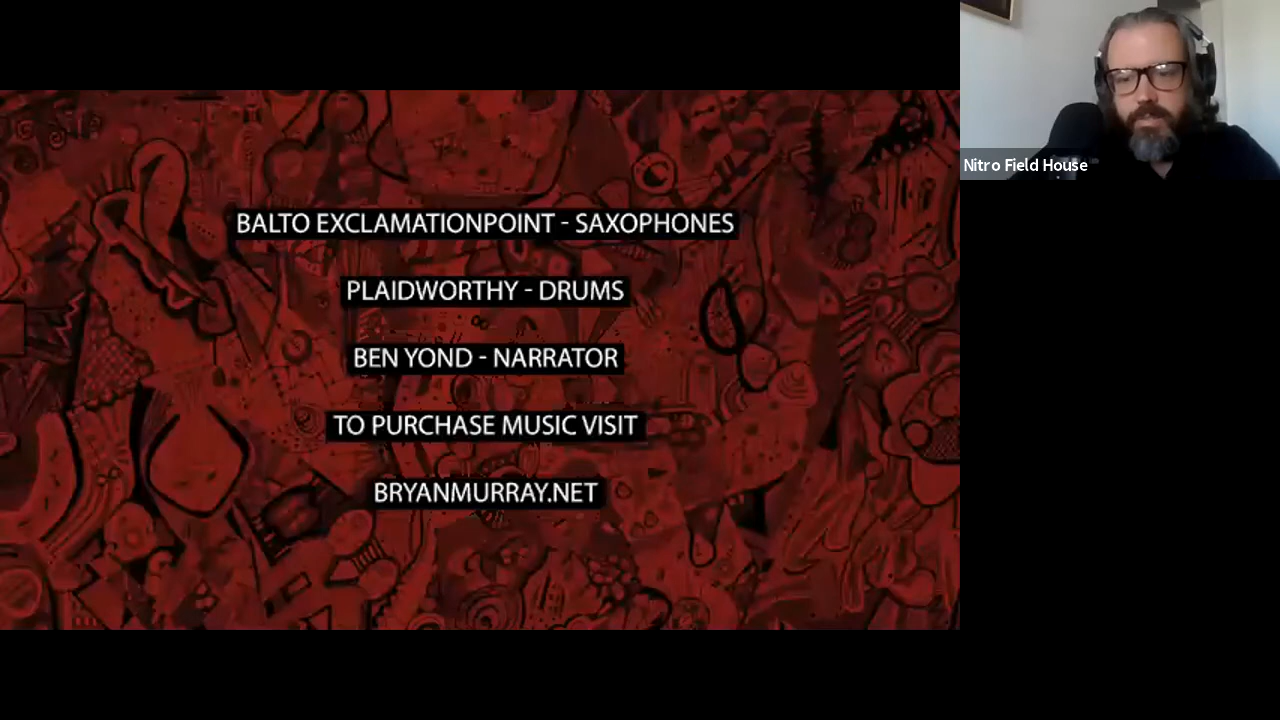 BALTO EXCLAMATIONPOINT - SAXOPHONES
PLAIDWORTHY - DRUMS
BEN YOND - NARRATOR
TO PURCHASE MUSIC VISIT
BRYANMURRAY.NET
Nitro Field House